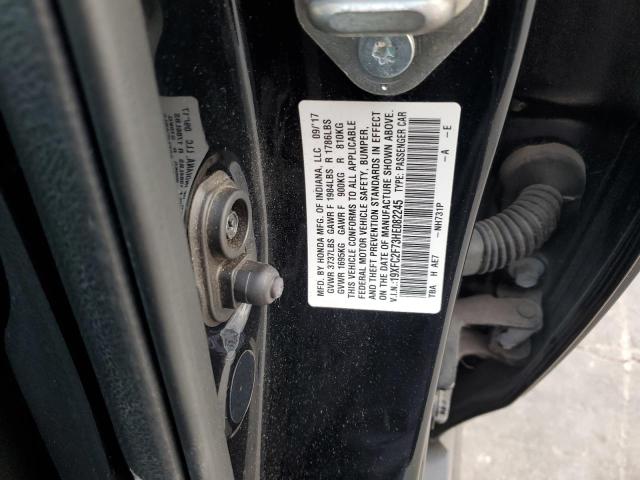 MFD. BY HONDA MFG. OF INDIANA, LLC 09/'17
GVWR 3737LBS GAWR F 1984LBS R 1786LBS
GVWR 1695KG GAWR F 900KG R 810KG
THIS VEHICLE CONFORMS TO ALL APPLICABLE
FEDERAL MOTOR VEHICLE SAFETY, BUMPER,
AND THEFT PREVENTION STANDARDS IN EFFECT
ON THE DATE OF MANUFACTURE SHOWN ABOVE.
V.I.N.: 19XFC2F73HE082245 TYPE: PASSENGER CAR
TBA H AE7 -NH731P -A -E